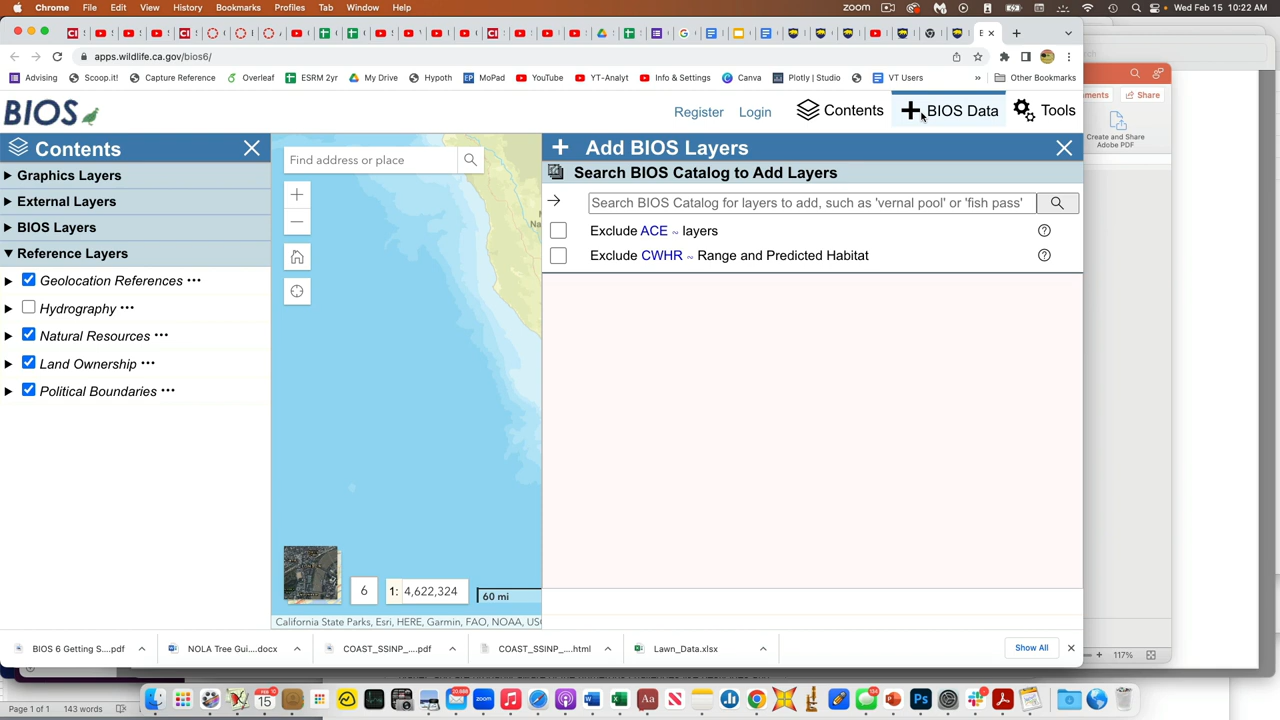 Chrome File Edit View History Bookmarks Profiles Tab Window Help zoom Wed Feb 15 10:22 AM
apps.wildlife.ca.gov/bios6/
Advising Scoop.it! Capture Reference Overleaf ESRM 2yr My Drive Hypoth MoPad YouTube YT-Analyt Info & Settings Canva Plotly | Studio VT Users » Other Bookmarks
BIOS Register Login Contents BIOS Data Tools
ments Share
Create and Share
Adobe PDF
Contents
Graphics Layers
External Layers
BIOS Layers
Reference Layers
Geolocation References •••
Hydrography •••
Natural Resources •••
Land Ownership •••
Political Boundaries •••
Find address or place
+
−
6 1: 4,622,324 60 mi
California State Parks, Esri, HERE, Garmin, FAO, NOAA, US
Add BIOS Layers
Search BIOS Catalog to Add Layers
Search BIOS Catalog for layers to add, such as 'vernal pool' or 'fish pass'
Exclude ACE ~ layers
Exclude CWHR ~ Range and Predicted Habitat
BIOS 6 Getting S....pdf NOLA Tree Gui....docx COAST_SSINP_....pdf COAST_SSINP_....html Lawn_Data.xlsx Show All
117%
Page 1 of 1 143 words